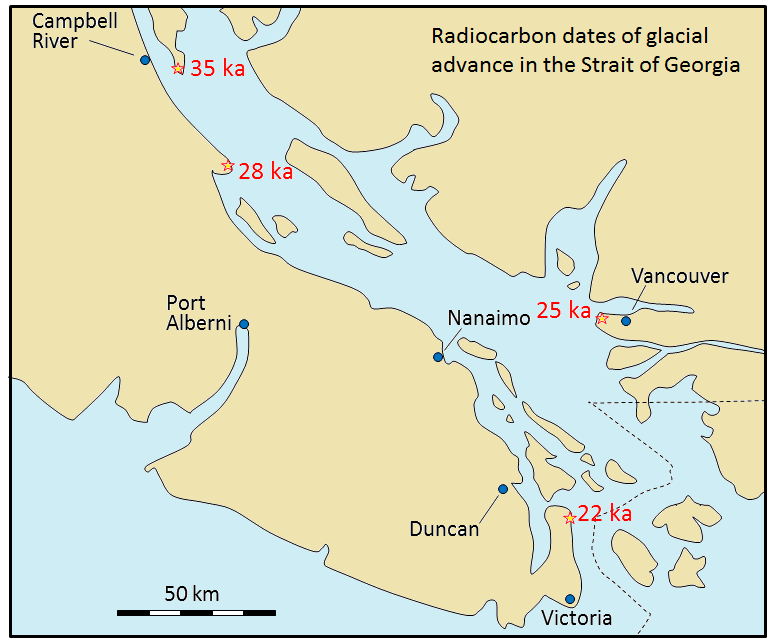 Campbell
River
Radiocarbon dates of glacial
advance in the Strait of Georgia
35 ka
28 ka
Vancouver
Port
Alberni
25 ka
Nanaimo
22 ka
Duncan
50 km
Victoria